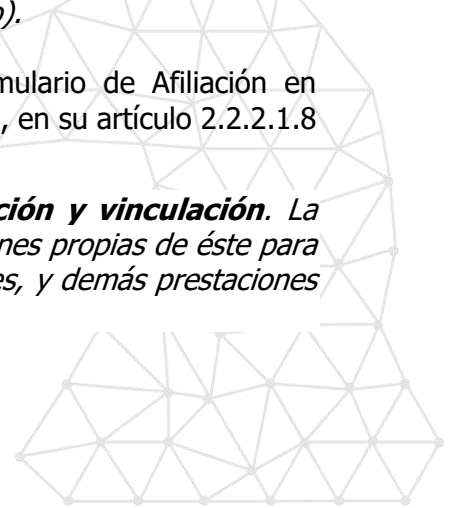 o).
mulario de Afiliación en
, en su artículo 2.2.2.1.8
ción y vinculación. La
nes propias de éste para
es, y demás prestaciones